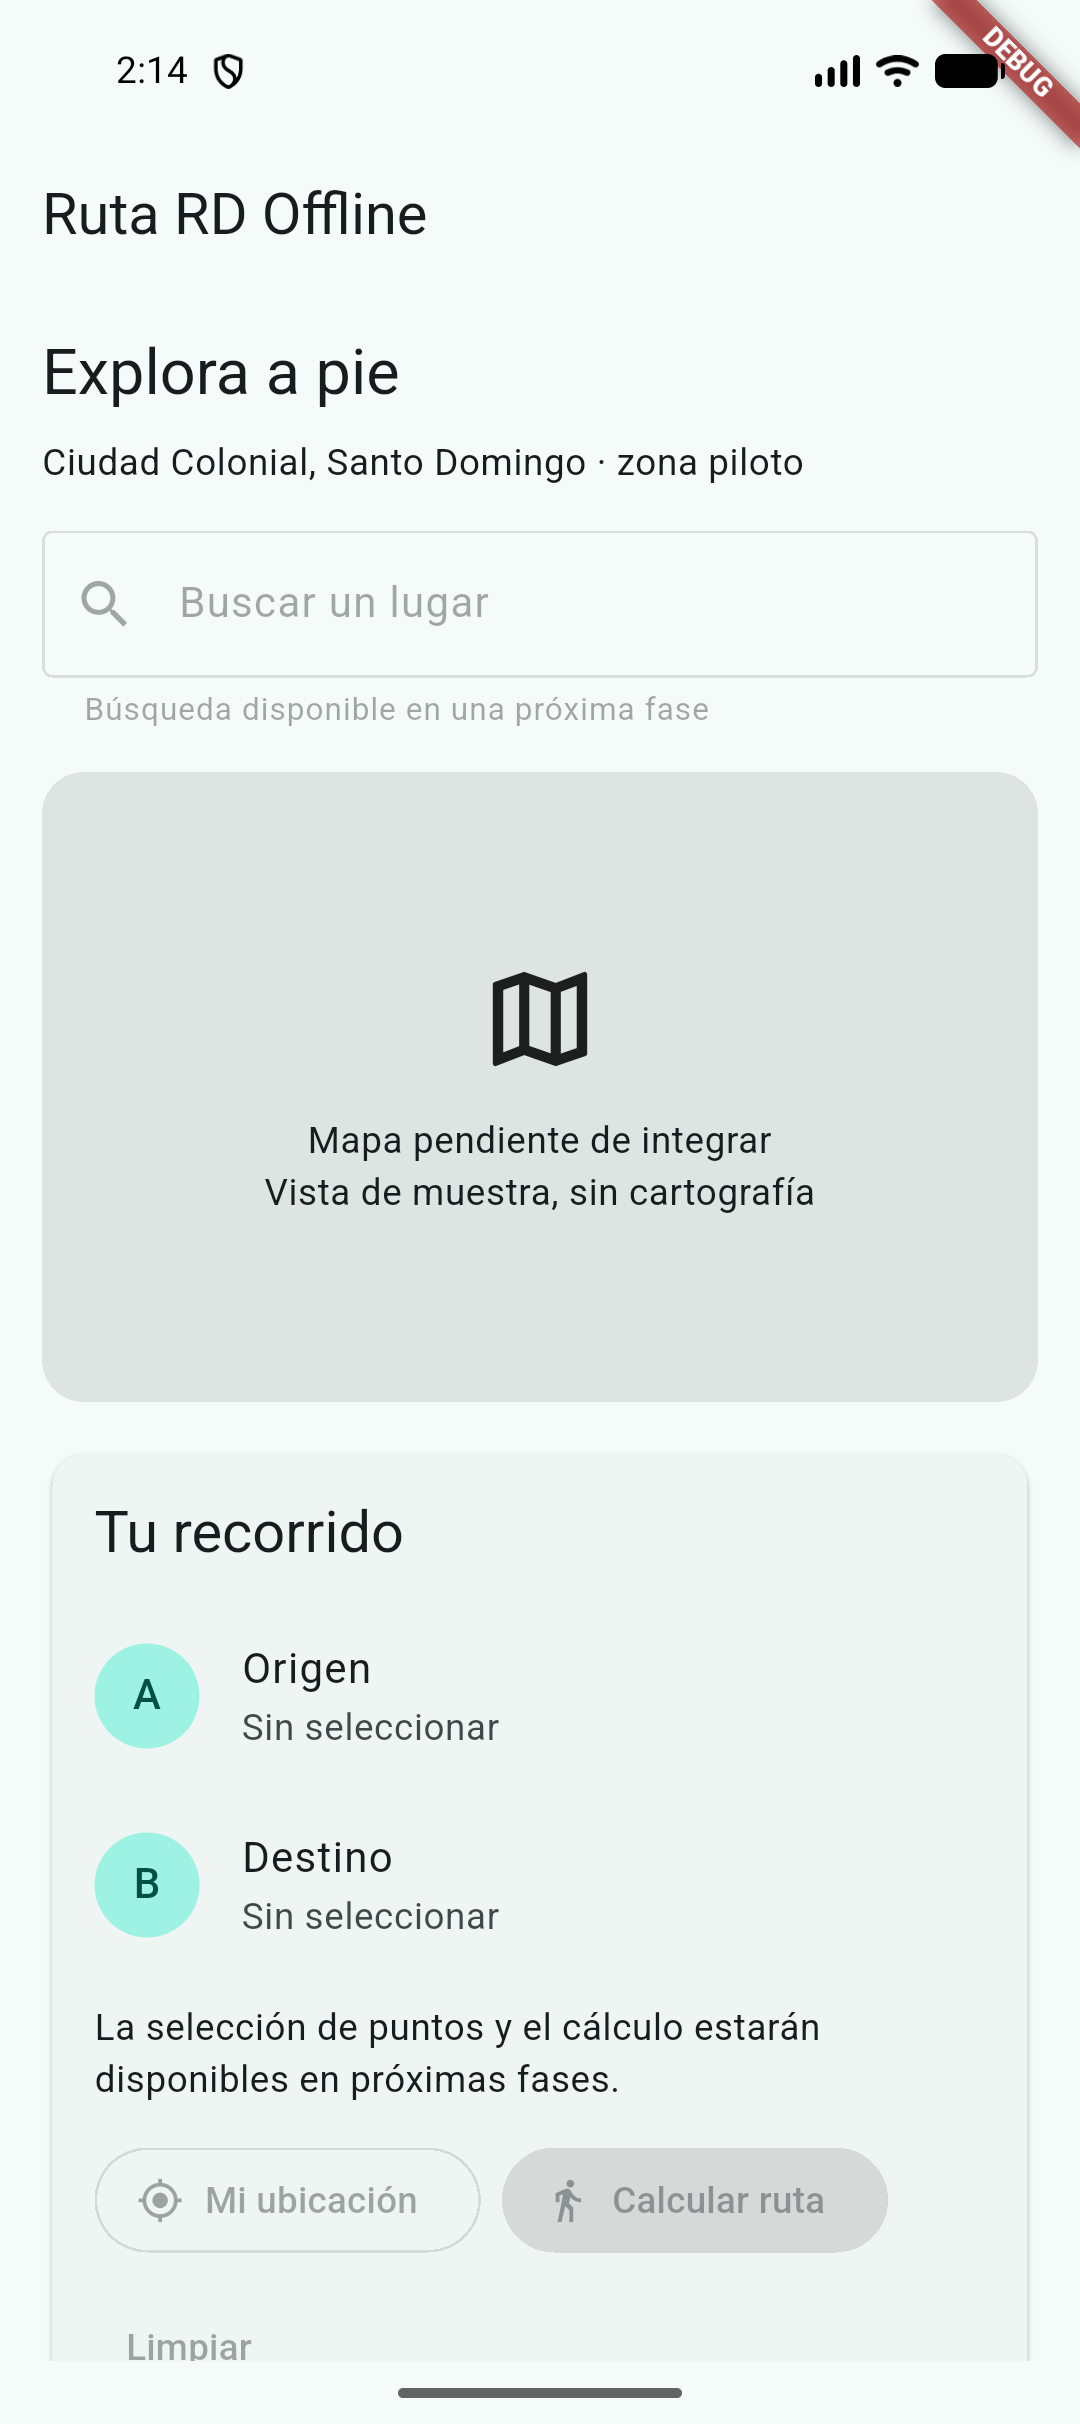 2:14
DEBUG
Ruta RD Offline
Explora a pie
Ciudad Colonial, Santo Domingo · zona piloto
Buscar un lugar
Búsqueda disponible en una próxima fase
Mapa pendiente de integrar
Vista de muestra, sin cartografía
Tu recorrido
A
Origen
Sin seleccionar
B
Destino
Sin seleccionar
La selección de puntos y el cálculo estarán
disponibles en próximas fases.
Mi ubicación
Calcular ruta
Limpiar